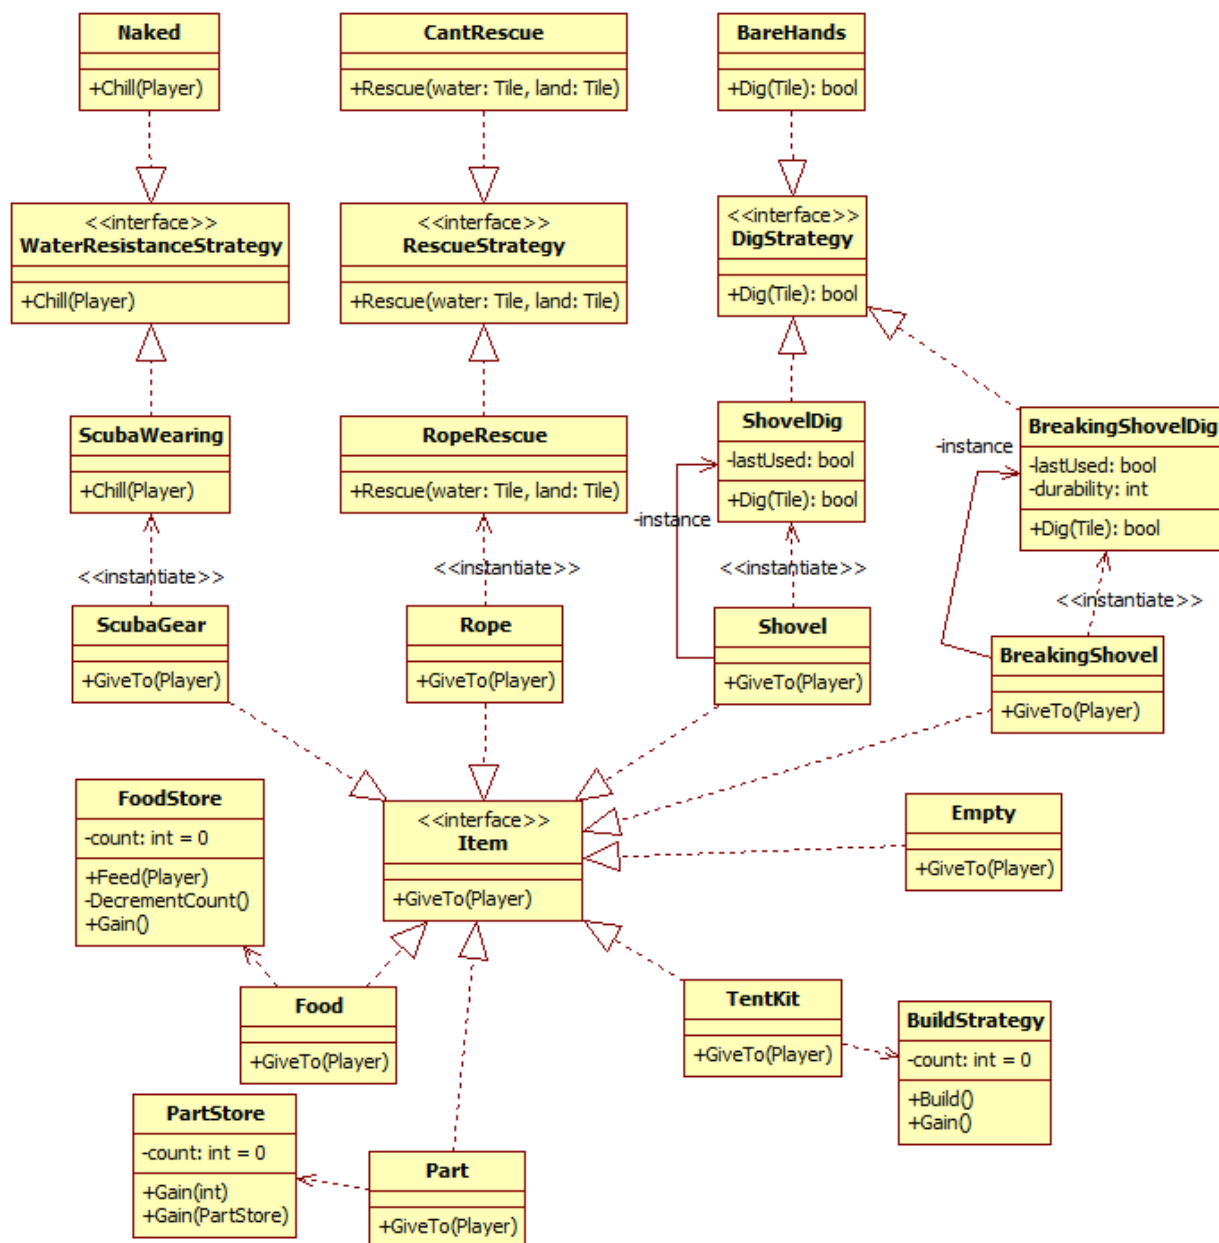 Naked
+Chill(Player)
CantRescue
+Rescue(water: Tile, land: Tile)
BareHands
+Dig(Tile): bool
<<interface>>
WaterResistanceStrategy
+Chill(Player)
<<interface>>
RescueStrategy
+Rescue(water: Tile, land: Tile)
<<interface>>
DigStrategy
+Dig(Tile): bool
ScubaWearing
+Chill(Player)
RopeRescue
+Rescue(water: Tile, land: Tile)
ShovelDig
-lastUsed: bool
+Dig(Tile): bool
BreakingShovelDig
-lastUsed: bool
-durability: int
+Dig(Tile): bool
-instance
-instance
<<instantiate>>
<<instantiate>>
<<instantiate>>
<<instantiate>>
ScubaGear
+GiveTo(Player)
Rope
+GiveTo(Player)
Shovel
+GiveTo(Player)
BreakingShovel
+GiveTo(Player)
FoodStore
-count: int = 0
+Feed(Player)
-DecrementCount()
+Gain()
<<interface>>
Item
+GiveTo(Player)
Empty
+GiveTo(Player)
Food
+GiveTo(Player)
TentKit
+GiveTo(Player)
BuildStrategy
-count: int = 0
+Build()
+Gain()
PartStore
-count: int = 0
+Gain(int)
+Gain(PartStore)
Part
+GiveTo(Player)